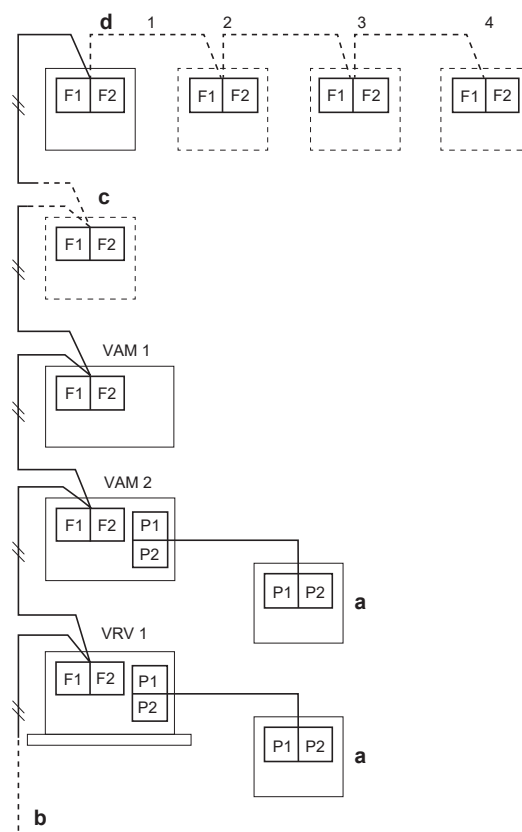 d 1 2 3 4
F1 F2 F1 F2 F1 F2 F1 F2
c
F1 F2
VAM 1
F1 F2
VAM 2
F1 F2 P1
P2
P1 P2 a
VRV 1
F1 F2 P1
P2
P1 P2 a
b